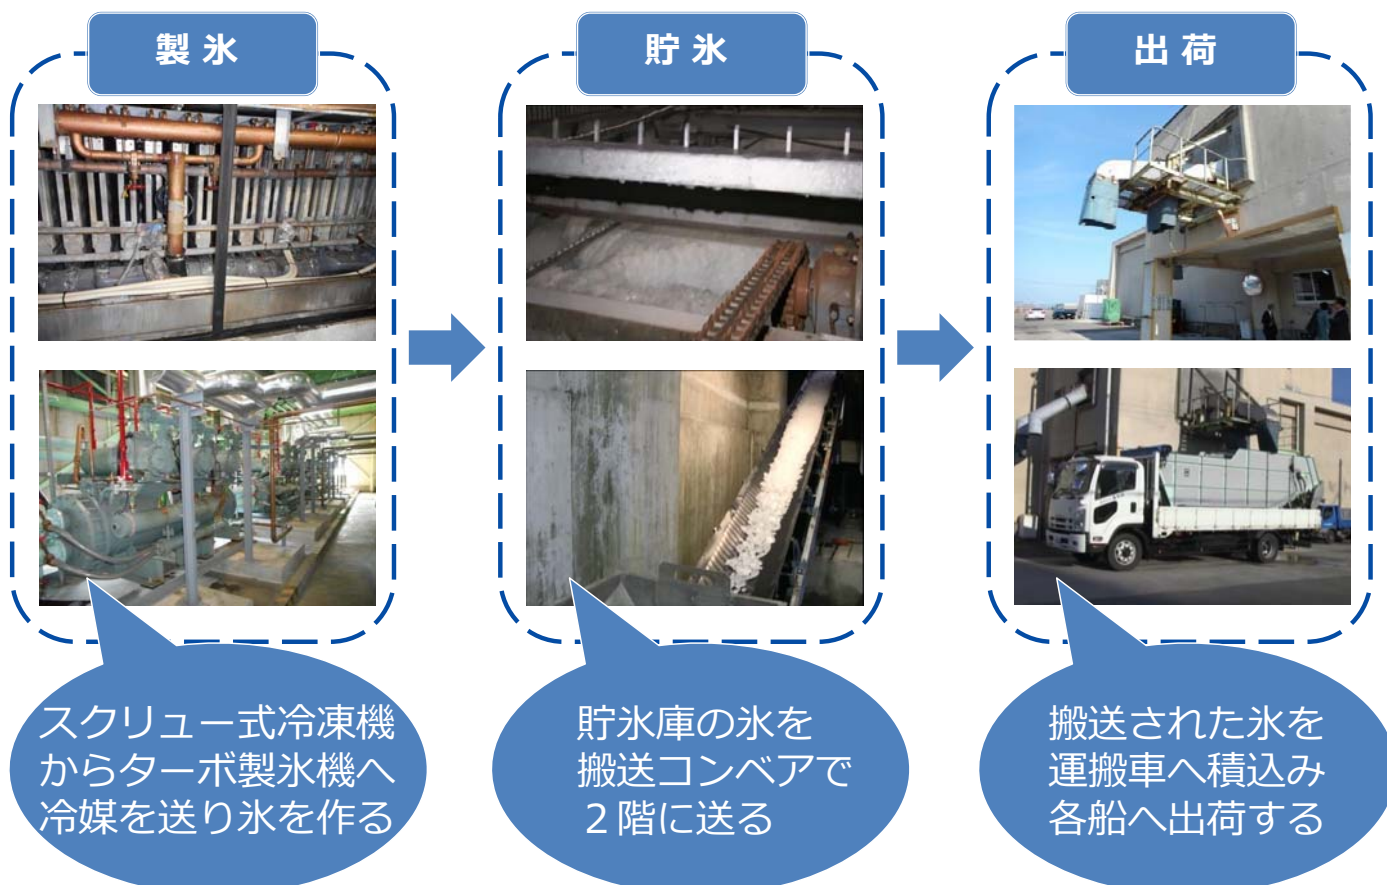 製氷
貯氷
出荷
スクリュー式冷凍機
からターボ製氷機へ
冷媒を送り氷を作る
貯氷庫の氷を
搬送コンベアで
２階に送る
搬送された氷を
運搬車へ積込み
各船へ出荷する